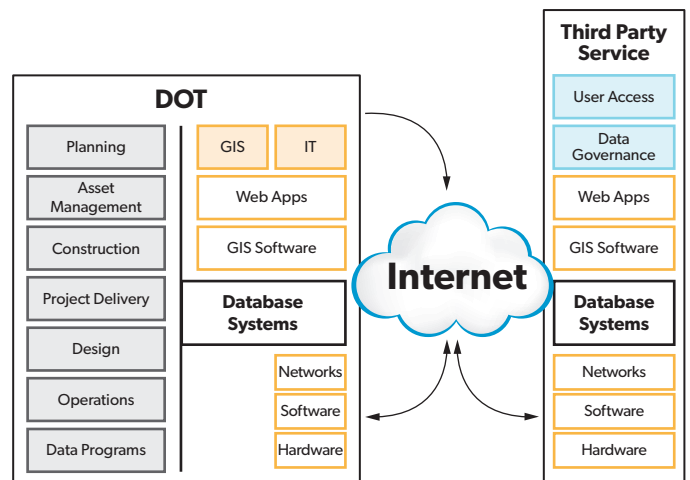 DOT
Planning
Asset
Management
Construction
Project Delivery
Design
Operations
Data Programs
GIS
IT
Web Apps
GIS Software
Database
Systems
Networks
Software
Hardware
Internet
Third Party
Service
User Access
Data
Governance
Web Apps
GIS Software
Database
Systems
Networks
Software
Hardware